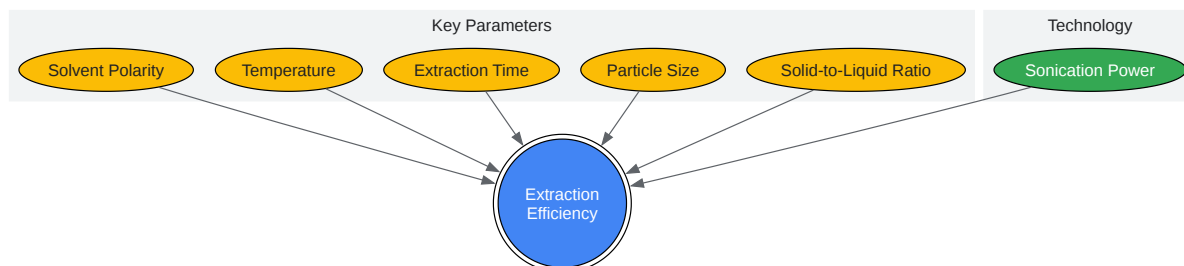 Key Parameters
Technology
Solvent Polarity
Temperature
Extraction Time
Particle Size
Solid-to-Liquid Ratio
Sonication Power
Extraction
Efficiency